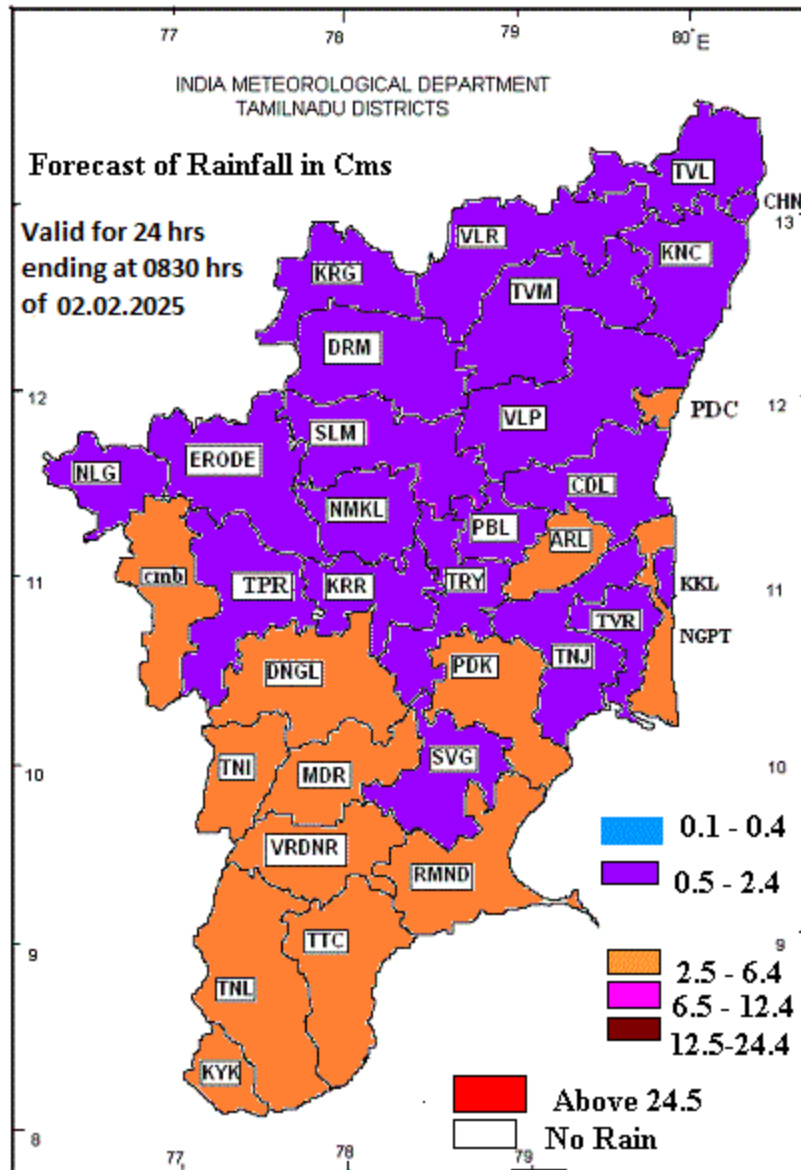 77 78 79 80°E
INDIA METEOROLOGICAL DEPARTMENT
TAMILNADU DISTRICTS
Forecast of Rainfall in Cms
TVL
CHN
13
Valid for 24 hrs
ending at 0830 hrs
of 02.02.2025
VLR
KNC
KRG
TVM
DRM
12
12
PDC
VLP
SLM
ERODE
NLG
CDL
NMKL
PBL
ARL
11
cmb
TPR
KRR
TRY
KKL
11
TVR
NGPT
DNGL
PDK
TNJ
10
TNI
MDR
SVG
10
0.1 - 0.4
VRDNR
RMND
0.5 - 2.4
9
TTC
9
TNL
2.5 - 6.4
6.5 - 12.4
12.5-24.4
KYK
Above 24.5
8
No Rain
77 78 79